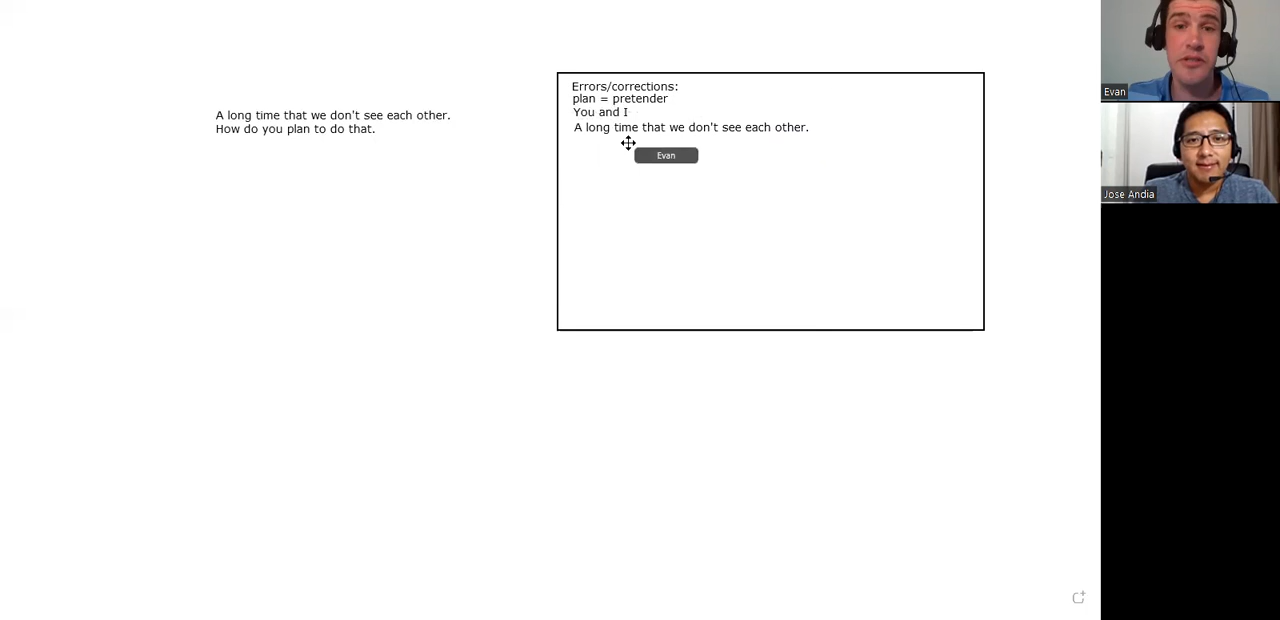 A long time that we don't see each other.
How do you plan to do that.
Errors/corrections:
plan = pretender
You and I
A long time that we don't see each other.
Evan
Evan
Jose Andia